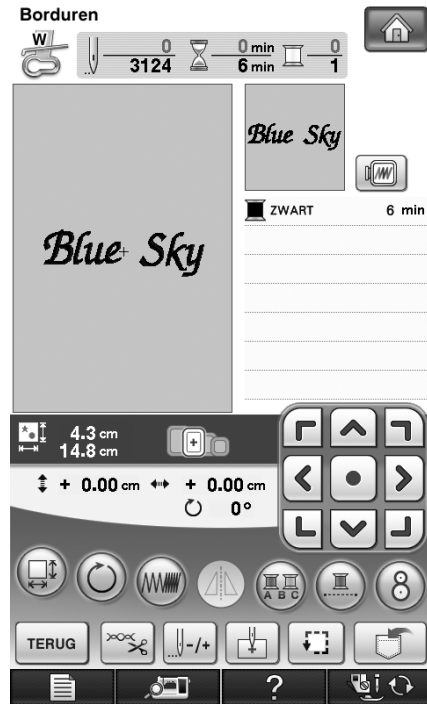 Borduren
W
0 0 min 0
3124 6 min 1
Blue Sky
Blue Sky
ZWART 6 min
4.3 cm
14.8 cm
+ 0.00 cm + 0.00 cm
0°
A B C
8
TERUG -/+
?